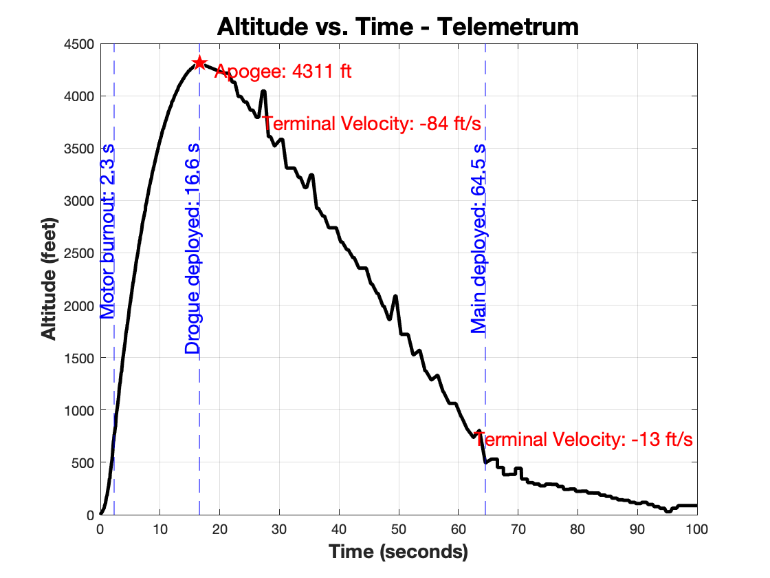 Altitude vs. Time - Telemetrum
Altitude (feet)
4500
4000
3500
3000
2500
2000
1500
1000
500
0
Apogee: 4311 ft
Terminal Velocity: -84 ft/s
Motor burnout: 2.3 s
Drogue deployed: 16.6 s
Main deployed: 64.5 s
Terminal Velocity: -13 ft/s
0 10 20 30 40 50 60 70 80 90 100
Time (seconds)